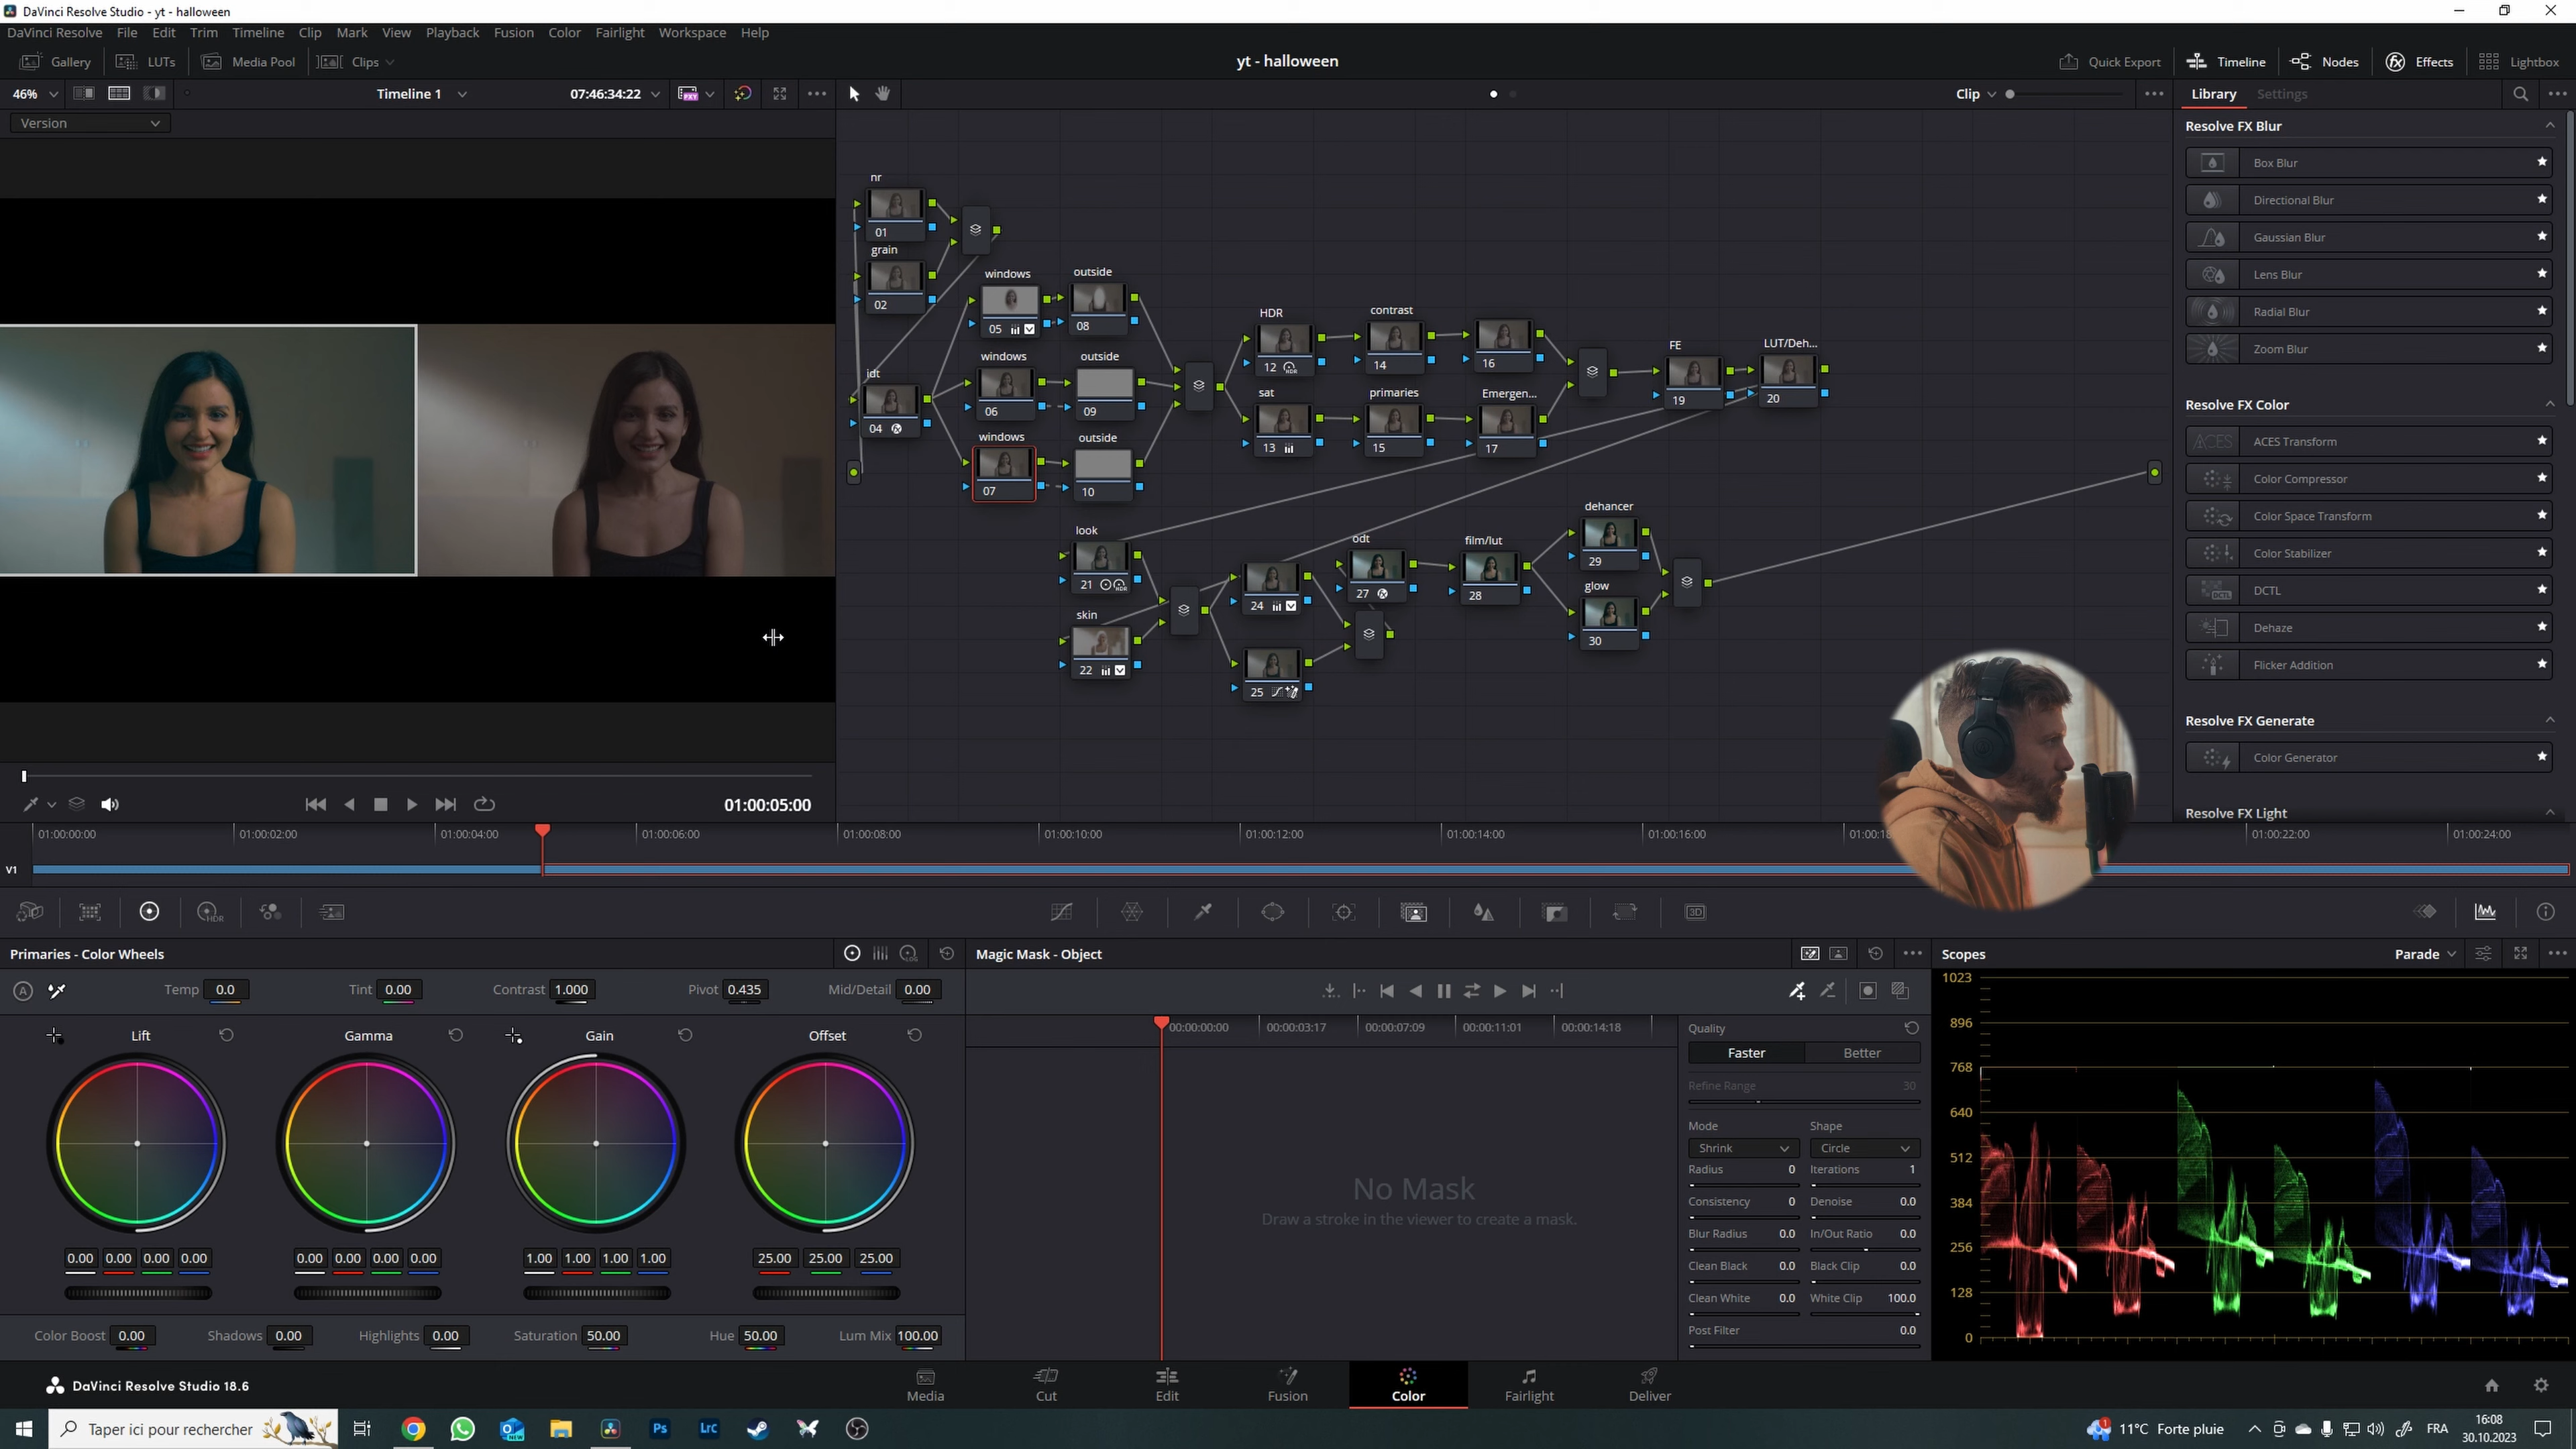 DaVinci Resolve Studio - yt - halloween
DaVinci Resolve File Edit Trim Timeline Clip Mark View Playback Fusion Color Fairlight Workspace Help
Gallery LUTs Media Pool Clips yt - halloween Quick Export Timeline Nodes Effects Lightbox
46% Timeline 1 07:46:34:22 PXY Clip Library Settings
Version
Resolve FX Blur
Box Blur
Directional Blur
Gaussian Blur
Lens Blur
Radial Blur
Zoom Blur
Resolve FX Color
ACES ACES Transform
Color Compressor
Color Space Transform
Color Stabilizer
DCTL DCTL
Dehaze
Flicker Addition
Resolve FX Generate
Color Generator
Resolve FX Light
nr
01
grain
02
idt
04
windows
05
outside
08
windows
06
outside
09
windows
07
outside
10
HDR
12 HDR
contrast
14
16
sat
13
primaries
15
Emergen...
17
FE
19
LUT/Deh...
20
look
21 HDR
skin
22
24
25
odt
27
film/lut
28
dehancer
29
glow
30
01:00:05:00
01:00:00:00 01:00:02:00 01:00:04:00 01:00:06:00 01:00:08:00 01:00:10:00 01:00:12:00 01:00:14:00 01:00:16:00 01:00:18 01:00:22:00 01:00:24:00
V1
HDR 3D
Primaries - Color Wheels LOG
Temp 0.0 Tint 0.00 Contrast 1.000 Pivot 0.435 Mid/Detail 0.00
A
Lift Gamma Gain Offset
0.00 0.00 0.00 0.00 0.00 0.00 0.00 0.00 1.00 1.00 1.00 1.00 25.00 25.00 25.00
Color Boost 0.00 Shadows 0.00 Highlights 0.00 Saturation 50.00 Hue 50.00 Lum Mix 100.00
Magic Mask - Object
00:00:00:00 00:00:03:17 00:00:07:09 00:00:11:01 00:00:14:18
No Mask
Draw a stroke in the viewer to create a mask.
Quality
Faster Better
Refine Range 30
Mode Shape
Shrink Circle
Radius 0 Iterations 1
Consistency 0 Denoise 0.0
Blur Radius 0.0 In/Out Ratio 0.0
Clean Black 0.0 Black Clip 0.0
Clean White 0.0 White Clip 100.0
Post Filter 0.0
Scopes Parade
1023
896
768
640
512
384
256
128
0
DaVinci Resolve Studio 18.6
Media Cut Edit Fusion Color Fairlight Deliver
Taper ici pour rechercher NEW Ps Lrc 1 11°C Forte pluie FRA 16:08
30.10.2023